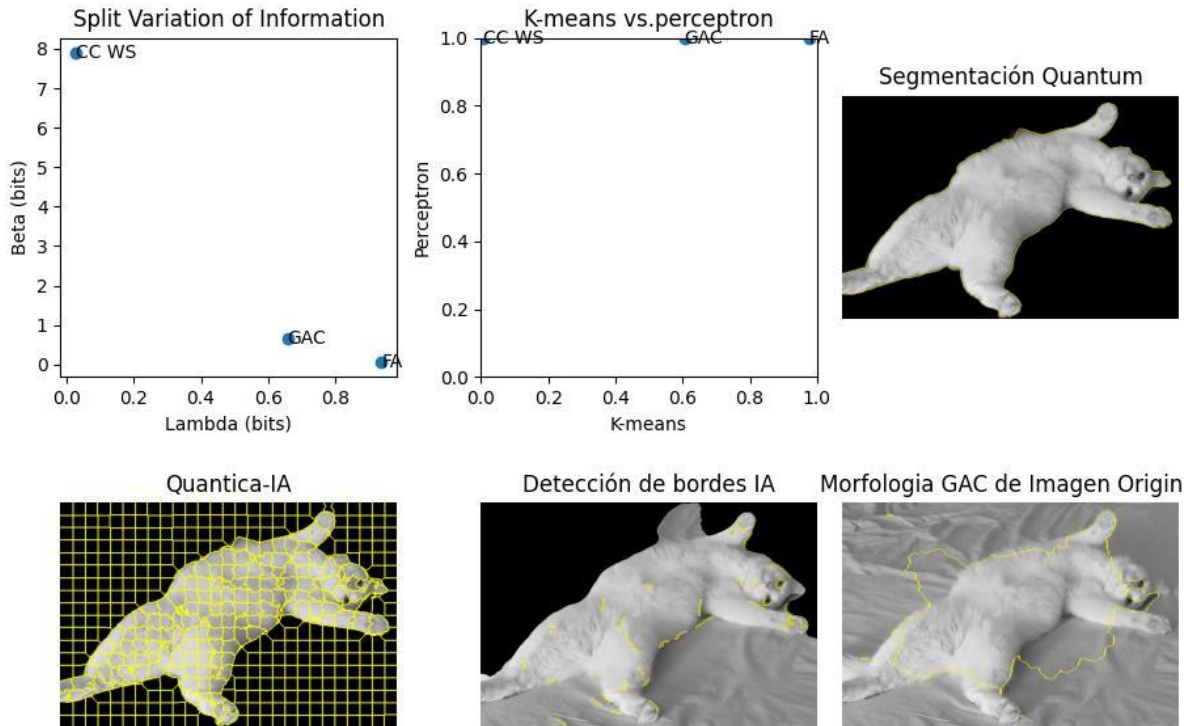 Split Variation of Information
8
7
6
5
4
3
2
1
0
Beta (bits)
CC WS
GAC
FA
0.0 0.2 0.4 0.6 0.8
Lambda (bits)
K-means vs.perceptron
1.0
0.8
0.6
0.4
0.2
0.0
Perceptron
CC WS GAC FA
0.0 0.2 0.4 0.6 0.8 1.0
K-means
Segmentación Quantum
Quantica-IA
Detección de bordes IA
Morfologia GAC de Imagen Origin